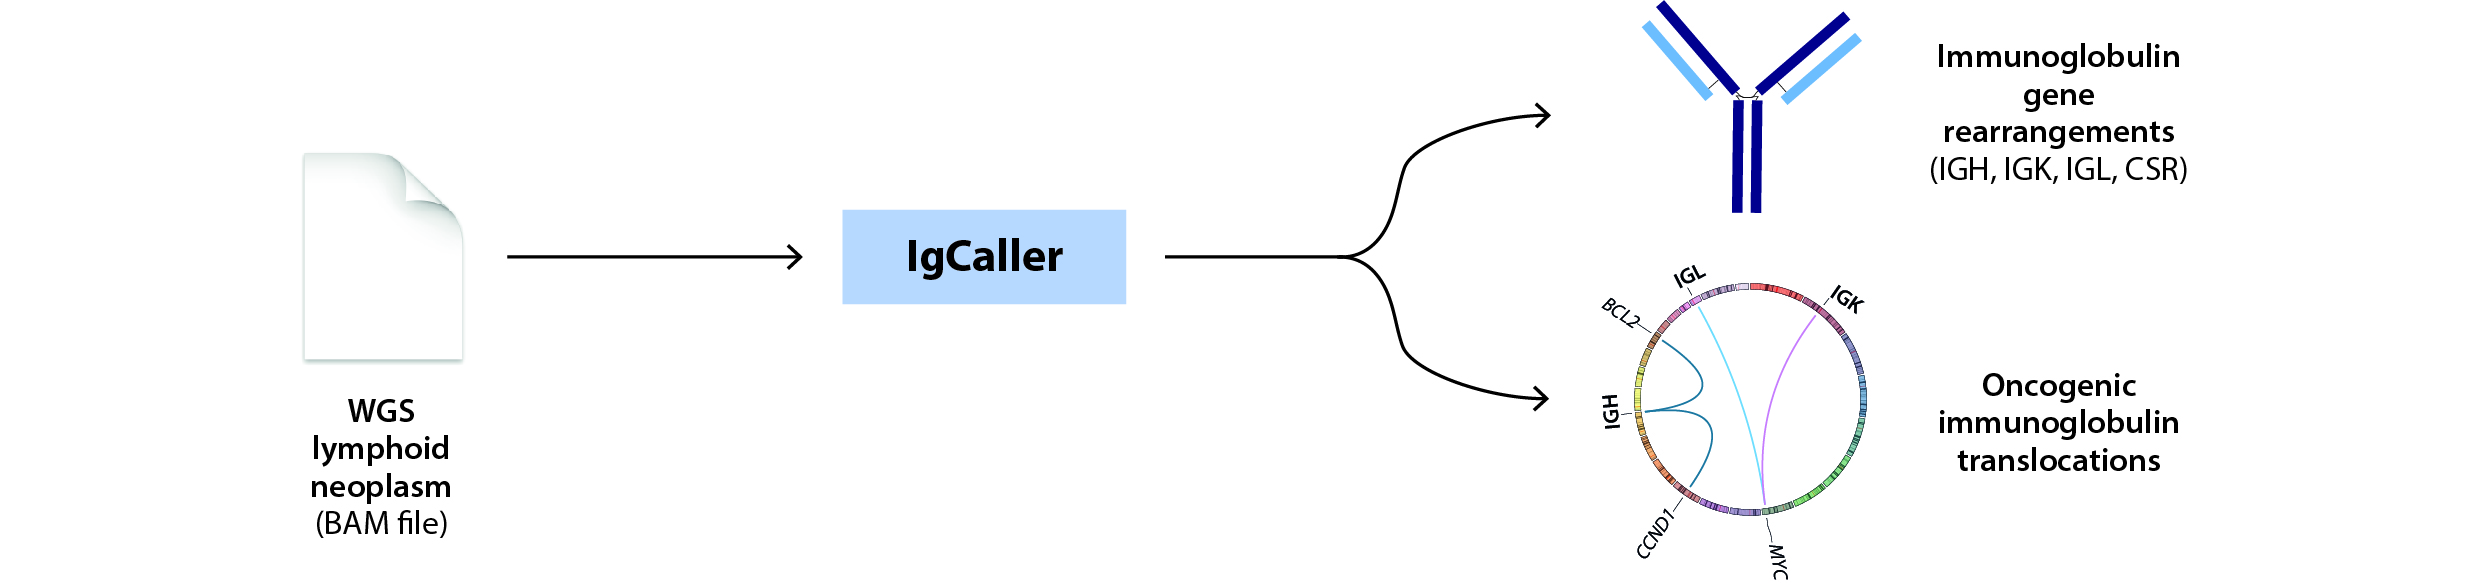 WGS
lymphoid
neoplasm
(BAM file)
IgCaller
Immunoglobulin
gene
rearrangements
(IGH, IGK, IGL, CSR)
IGL
IGK
BCL2
IGH
CCND1
MYC
Oncogenic
immunoglobulin
translocations